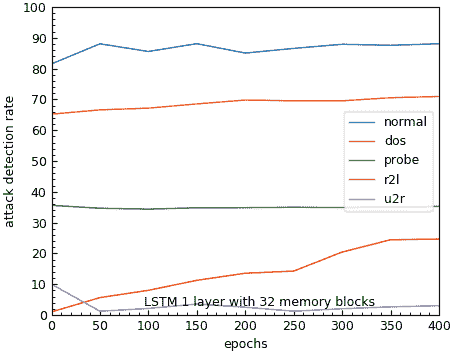 100
90
80
70
60
50
40
30
20
10
0
attack detection rate
normal
dos
probe
r2l
u2r
LSTM 1 layer with 32 memory blocks
0 50 100 150 200 250 300 350 400
epochs